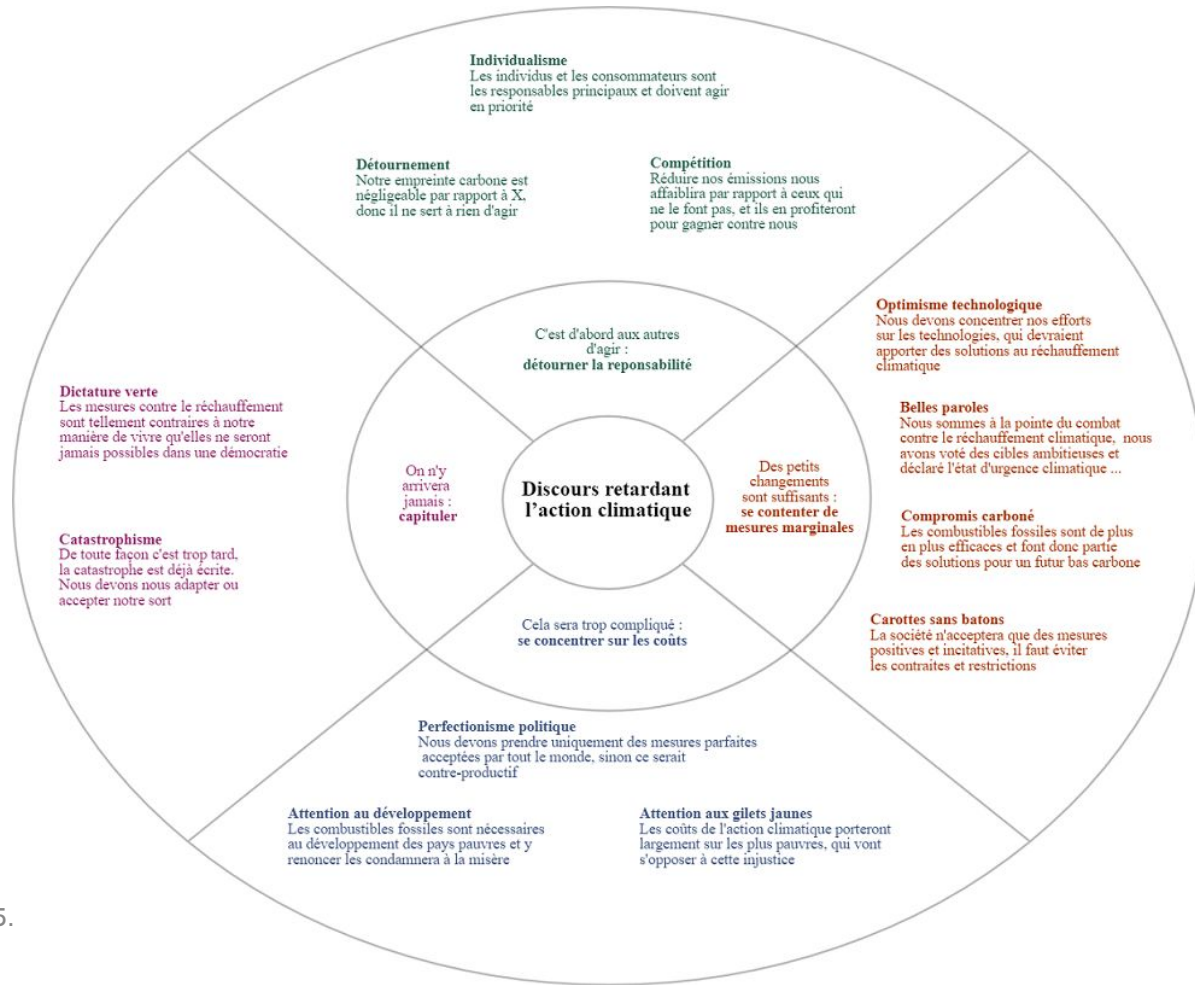 Individualisme
Les individus et les consommateurs sont
les responsables principaux et doivent agir
en priorité
Détournement
Notre empreinte carbone est
négligeable par rapport à X,
donc il ne sert à rien d'agir
Compétition
Réduire nos émissions nous
affaiblira par rapport à ceux qui
ne le font pas, et ils en profiteront
pour gagner contre nous
C'est d'abord aux autres
d'agir :
détourner la reponsabilité
Optimisme technologique
Nous devons concentrer nos efforts
sur les technologies, qui devraient
apporter des solutions au réchauffement
climatique
Belles paroles
Nous sommes à la pointe du combat
contre le réchauffement climatique, nous
avons voté des cibles ambitieuses et
déclaré l'état d'urgence climatique ...
Compromis carboné
Les combustibles fossiles sont de plus
en plus efficaces et font donc partie
des solutions pour un futur bas carbone
Carottes sans batons
La société n'acceptera que des mesures
positives et incitatives, il faut éviter
les contraites et restrictions
Des petits
changements
sont suffisants :
se contenter de
mesures marginales
Discours retardant
l'action climatique
On n'y
arrivera
jamais :
capituler
Dictature verte
Les mesures contre le réchauffement
sont tellement contraires à notre
manière de vivre qu'elles ne seront
jamais possibles dans une démocratie
Catastrophisme
De toute façon c'est trop tard,
la catastrophe est déjà écrite.
Nous devons nous adapter ou
accepter notre sort
Cela sera trop compliqué :
se concentrer sur les coûts
Perfectionisme politique
Nous devons prendre uniquement des mesures parfaites
acceptées par tout le monde, sinon ce serait
contre-productif
Attention au développement
Les combustibles fossiles sont nécessaires
au développement des pays pauvres et y
renoncer les condamnera à la misère
Attention aux gilets jaunes
Les coûts de l'action climatique porteront
largement sur les plus pauvres, qui vont
s'opposer à cette injustice
5.